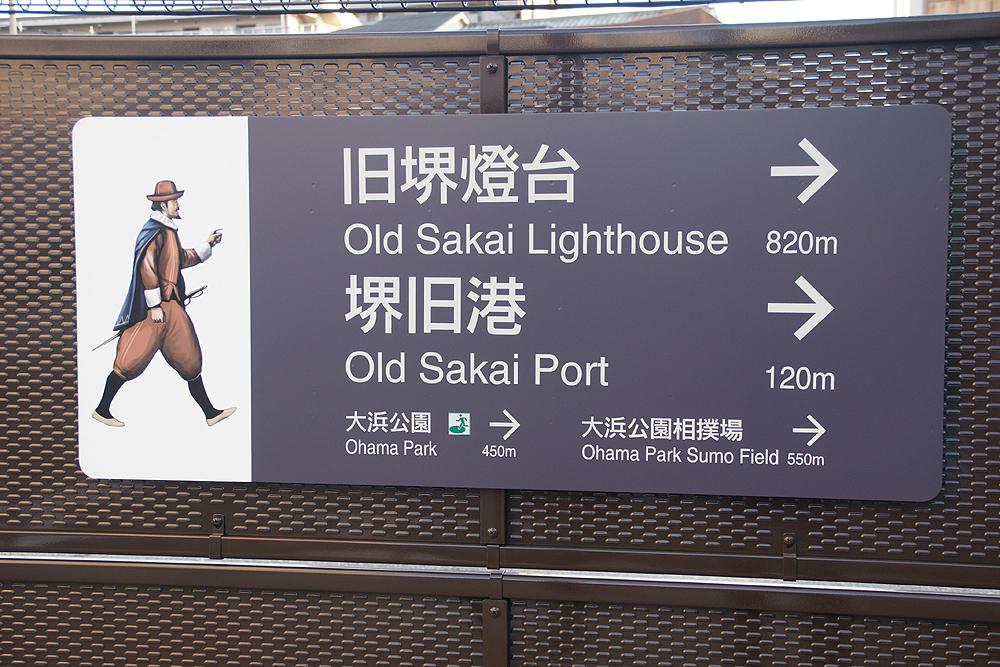 旧堺燈台 →
Old Sakai Lighthouse 820m
堺旧港 →
Old Sakai Port 120m
大浜公園 →
Ohama Park 450m
大浜公園相撲場 →
Ohama Park Sumo Field 550m